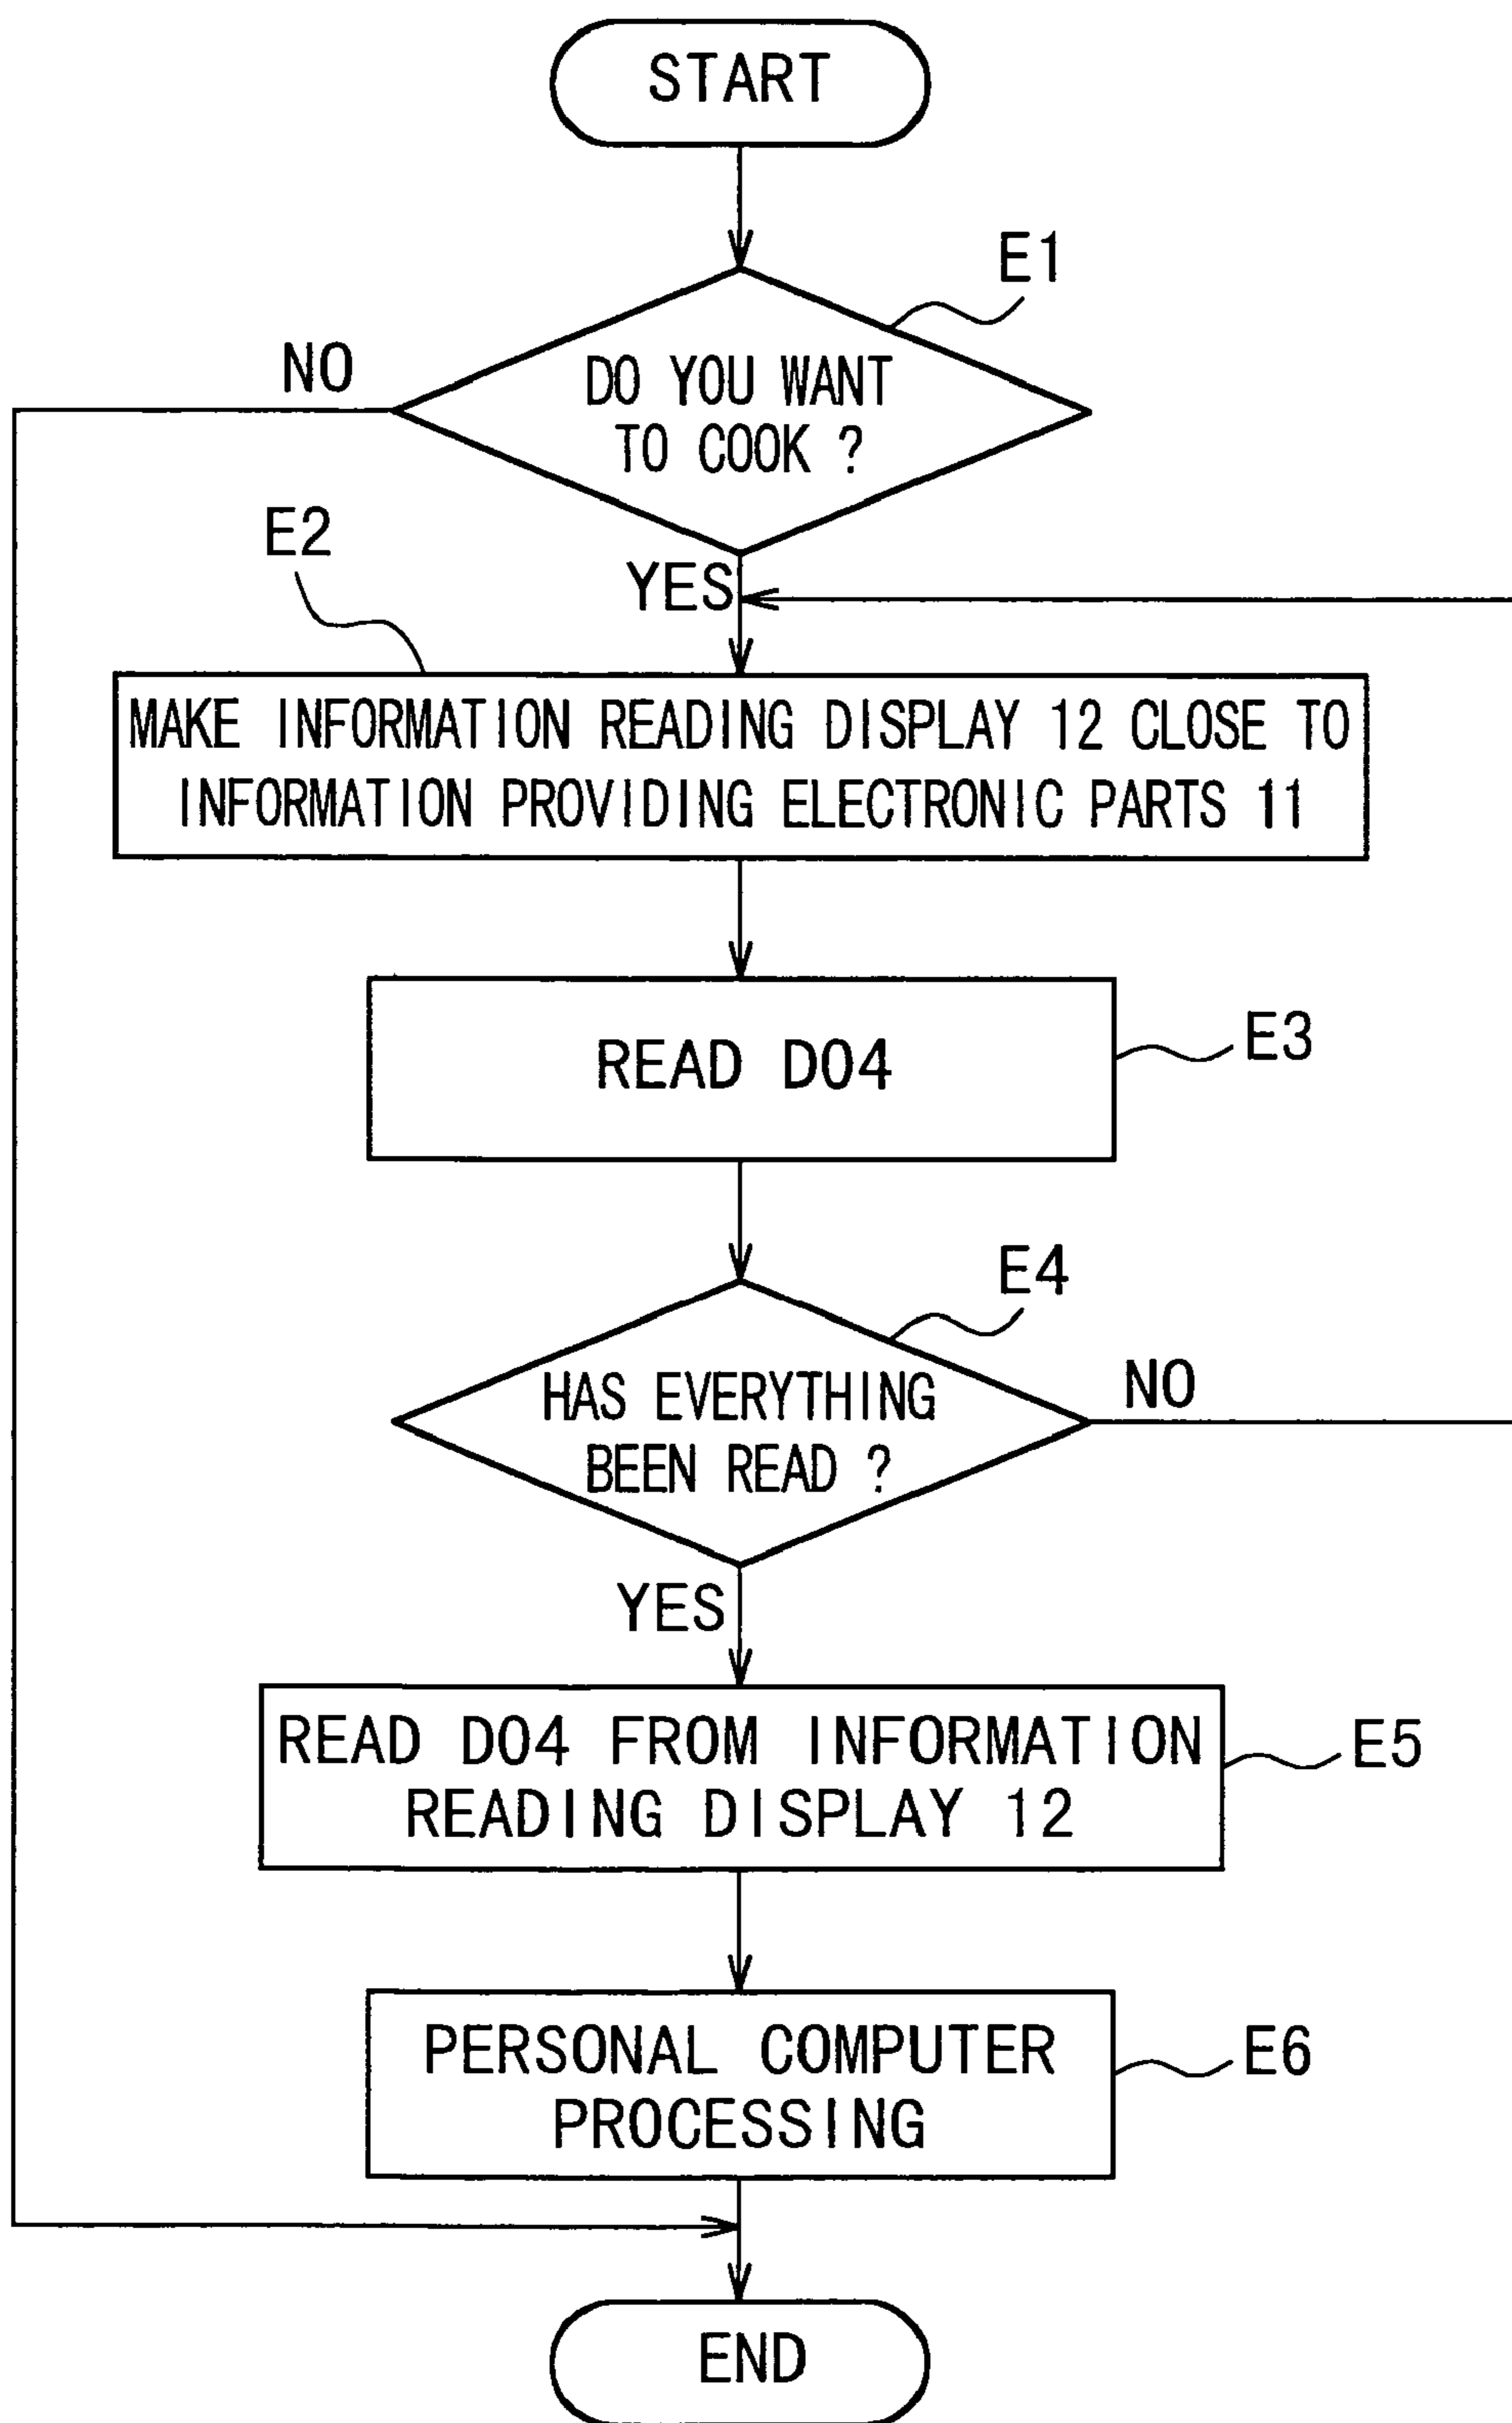 START
E1
NO
DO YOU WANT
TO COOK ?
E2
YES
MAKE INFORMATION READING DISPLAY 12 CLOSE TO
INFORMATION PROVIDING ELECTRONIC PARTS 11
READ D04
E3
E4
HAS EVERYTHING
BEEN READ ?
NO
YES
READ D04 FROM INFORMATION
READING DISPLAY 12
E5
PERSONAL COMPUTER
PROCESSING
E6
END